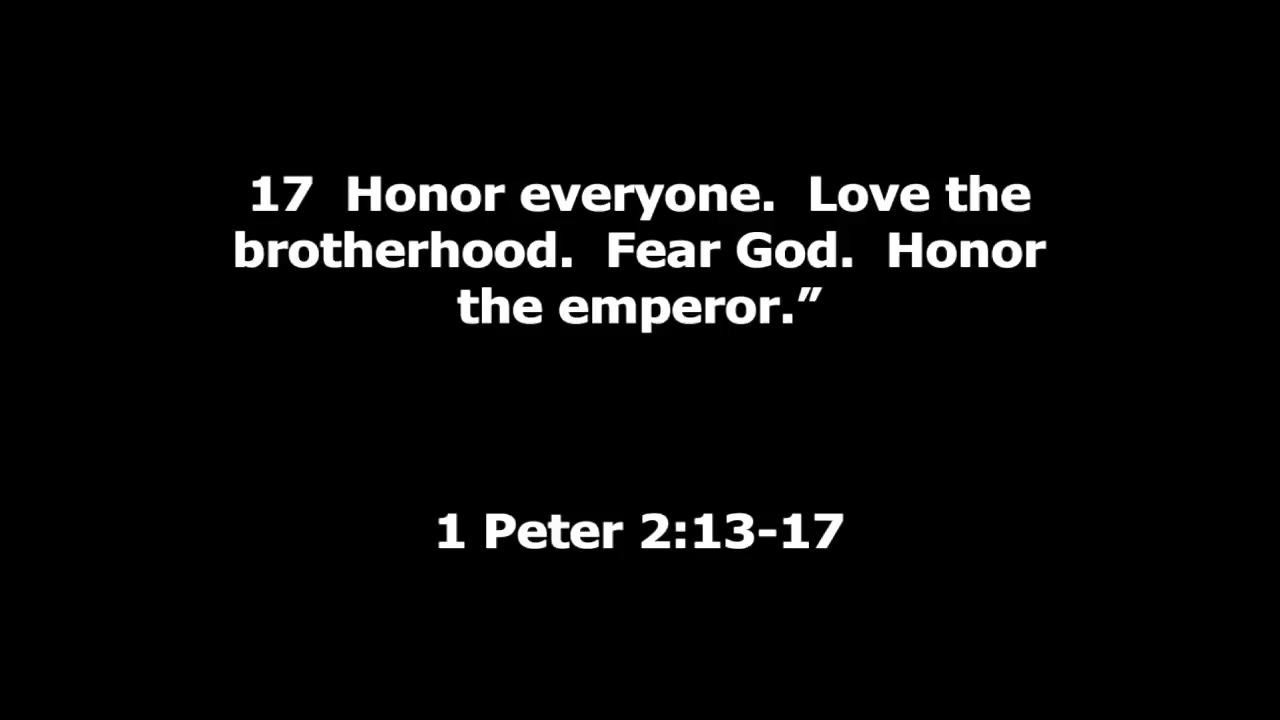 17  Honor everyone.  Love the
brotherhood.  Fear God.  Honor
the emperor.”
1 Peter 2:13-17